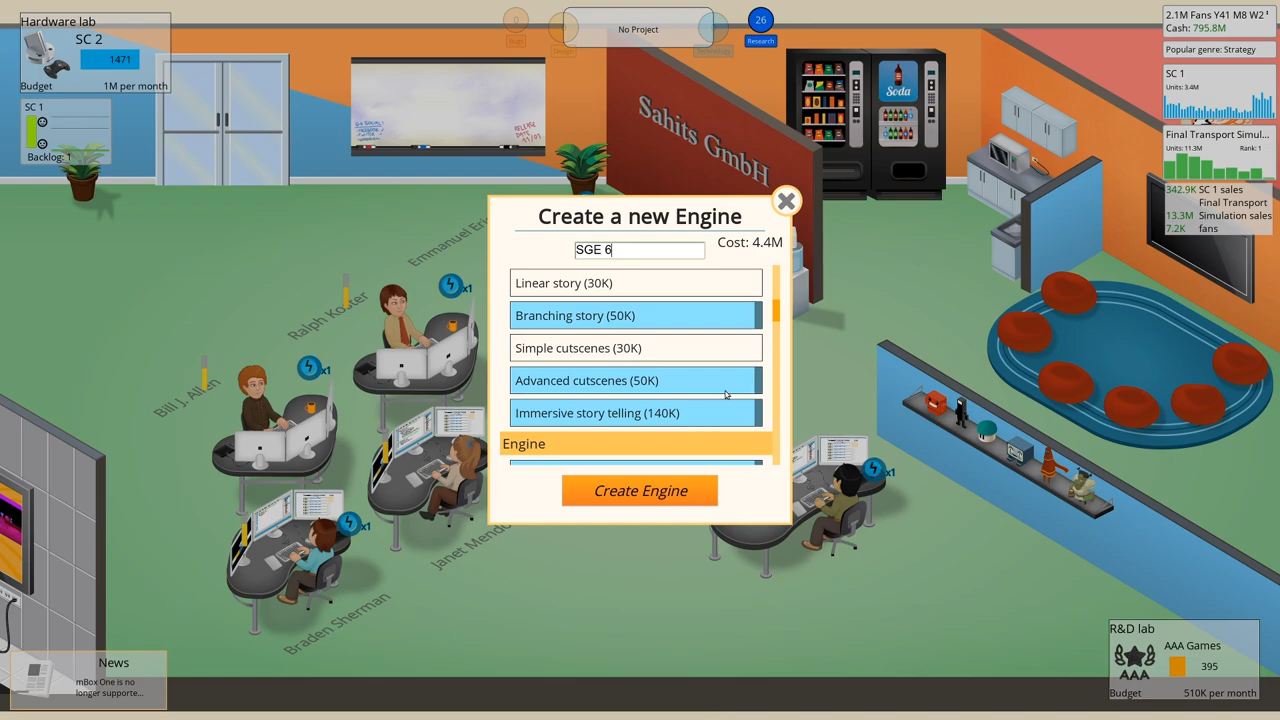 Hardware lab
SC 2
1471
Budget
1M per month
SC 1
Backlog: 1
0
Bugs
No Project
26
Research
2.1M Fans Y41 M8 W2
Cash: 795.8M
Popular genre: Strategy
SC 1
Units: 3.4M
Final Transport Simul...
Units: 11.3M
Rank: 1
342.9K SC 1 sales
Final Transport
13.3M Simulation sales
7.2K fans
Sahits GmbH
Soda
Create a new Engine
SGE 6
Cost: 4.4M
Linear story (30K)
Branching story (50K)
Simple cutscenes (30K)
Advanced cutscenes (50K)
Immersive story telling (140K)
Engine
Create Engine
Ralph Koster
x1
Bill J. Allen
x1
x1
x1
Braden Sherman
News
mBox One is no
longer supporte...
R&D lab
AAA Games
AAA
395
Budget
510K per month